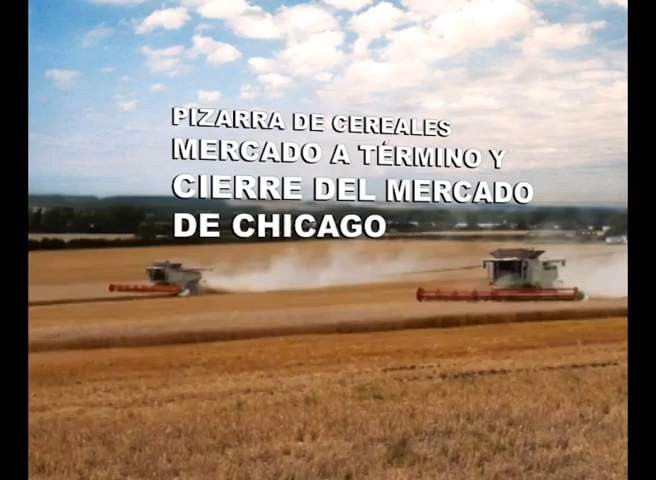 PIZARRA DE CEREALES
MERCADO A TÉRMINO Y
CIERRE DEL MERCADO
DE CHICAGO